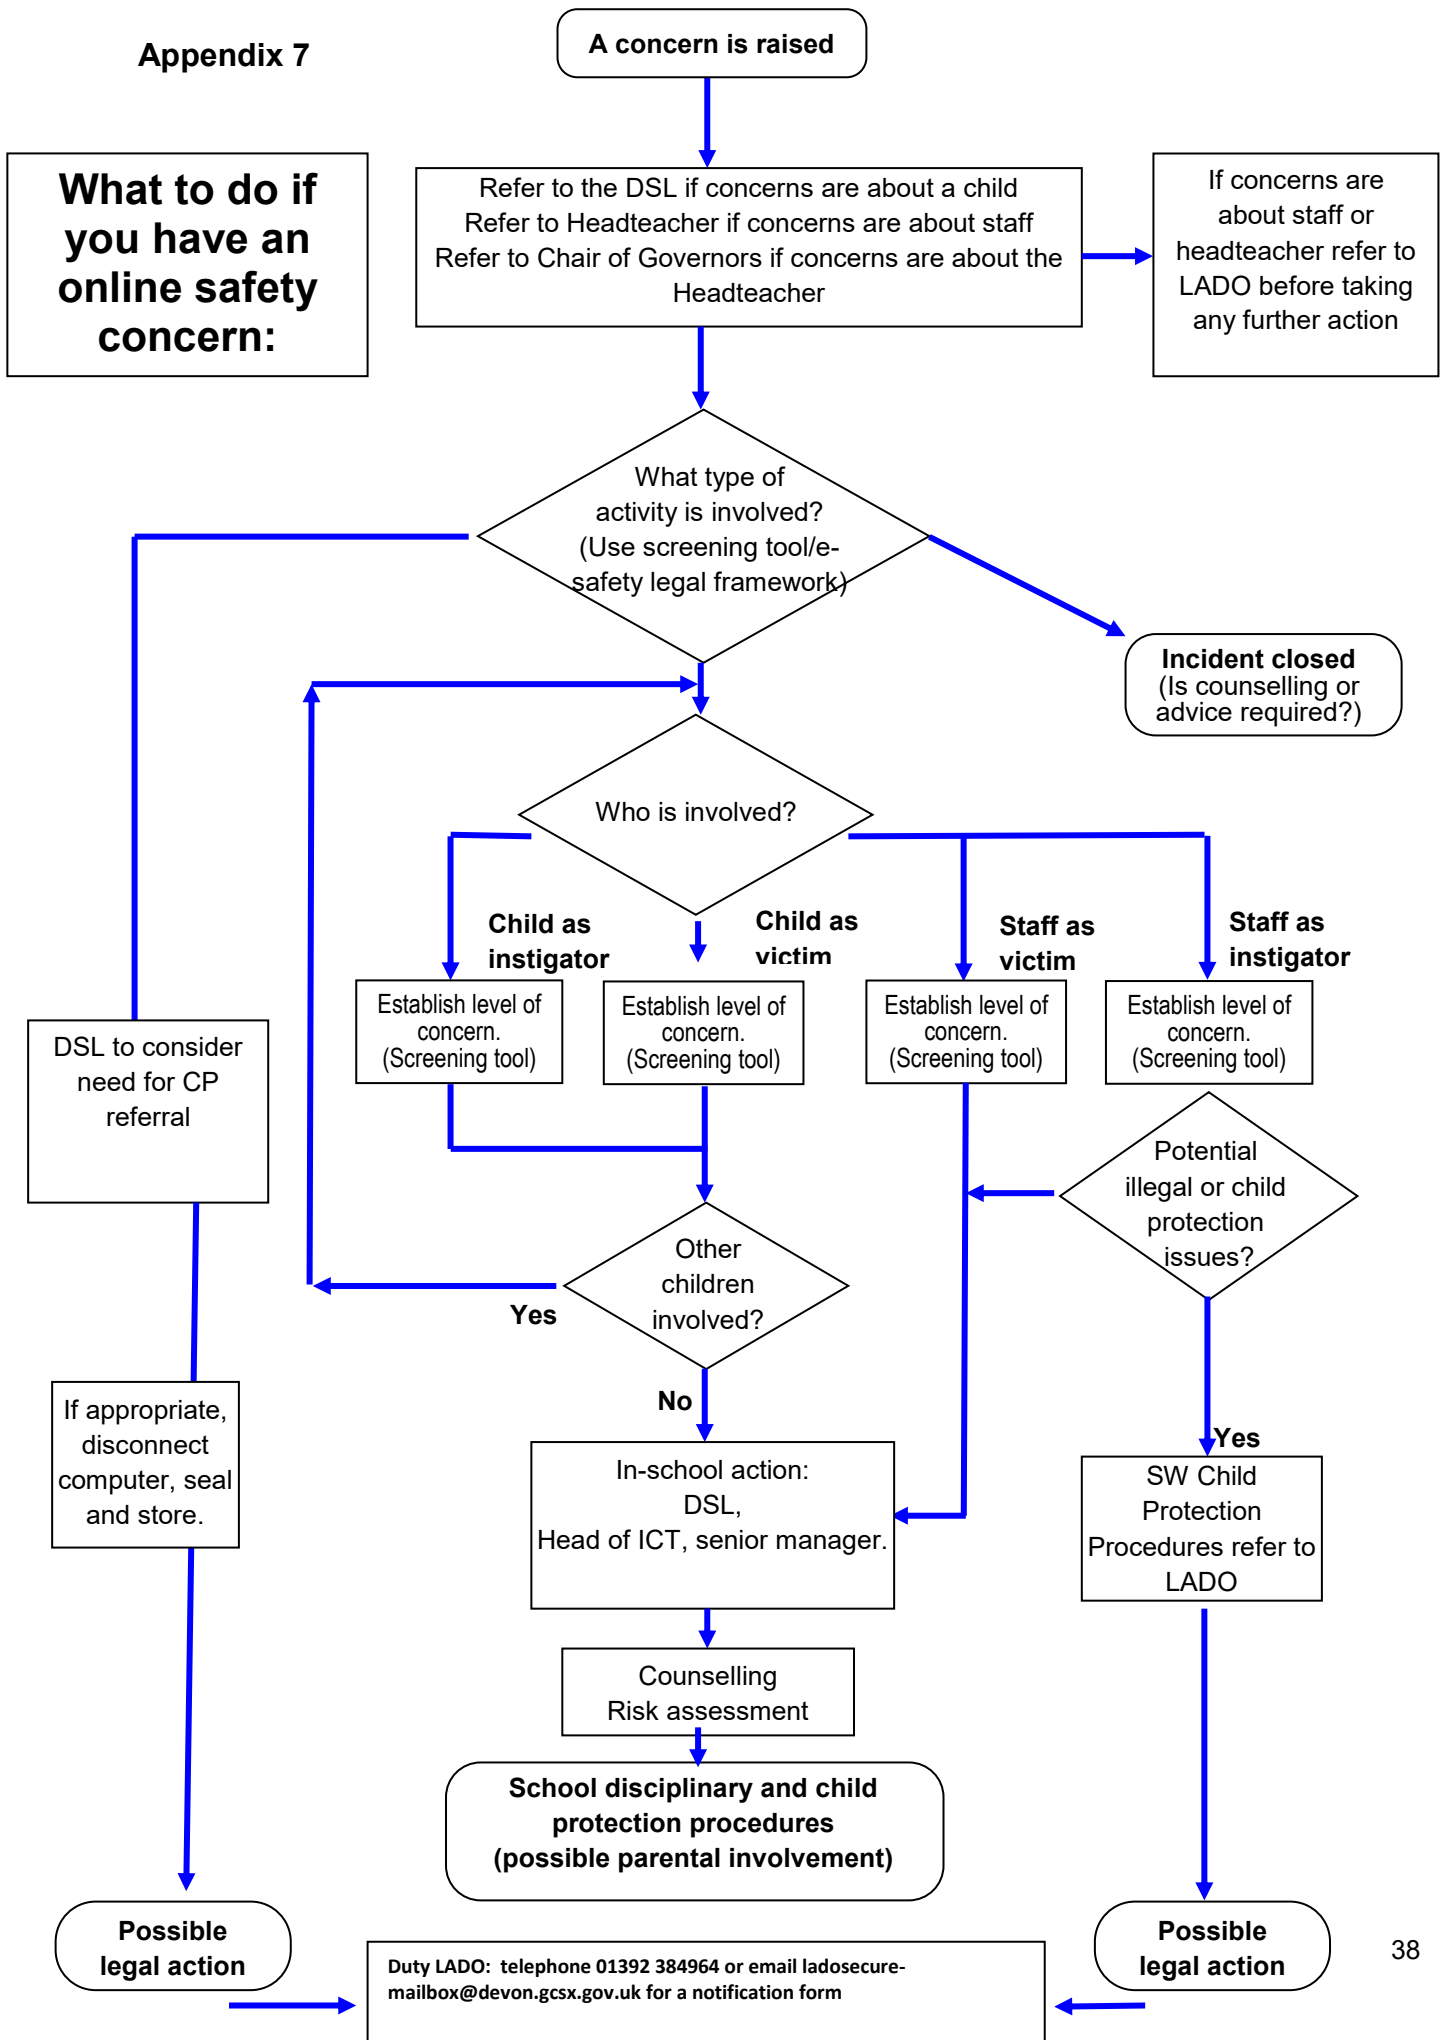 Appendix 7
A concern is raised
What to do if
you have an
online safety
concern:
Refer to the DSL if concerns are about a child
Refer to Headteacher if concerns are about staff
Refer to Chair of Governors if concerns are about the
Headteacher
If concerns are
about staff or
headteacher refer to
LADO before taking
any further action
What type of
activity is involved?
(Use screening tool/e-
safety legal framework)
Incident closed
(Is counselling or
advice required?)
Who is involved?
Child as
instigator
Child as
victim
Staff as
victim
Staff as
instigator
Establish level of
concern.
(Screening tool)
Establish level of
concern.
(Screening tool)
Establish level of
concern.
(Screening tool)
Establish level of
concern.
(Screening tool)
DSL to consider
need for CP
referral
Potential
illegal or child
protection
issues?
Other
children
involved?
Yes
No
If appropriate,
disconnect
computer, seal
and store.
In-school action:
DSL,
Head of ICT, senior manager.
Yes
SW Child
Protection
Procedures refer to
LADO
Counselling
Risk assessment
School disciplinary and child
protection procedures
(possible parental involvement)
Possible
legal action
Possible
legal action
Duty LADO: telephone 01392 384964 or email ladosecure-
mailbox@devon.gcsx.gov.uk for a notification form
38